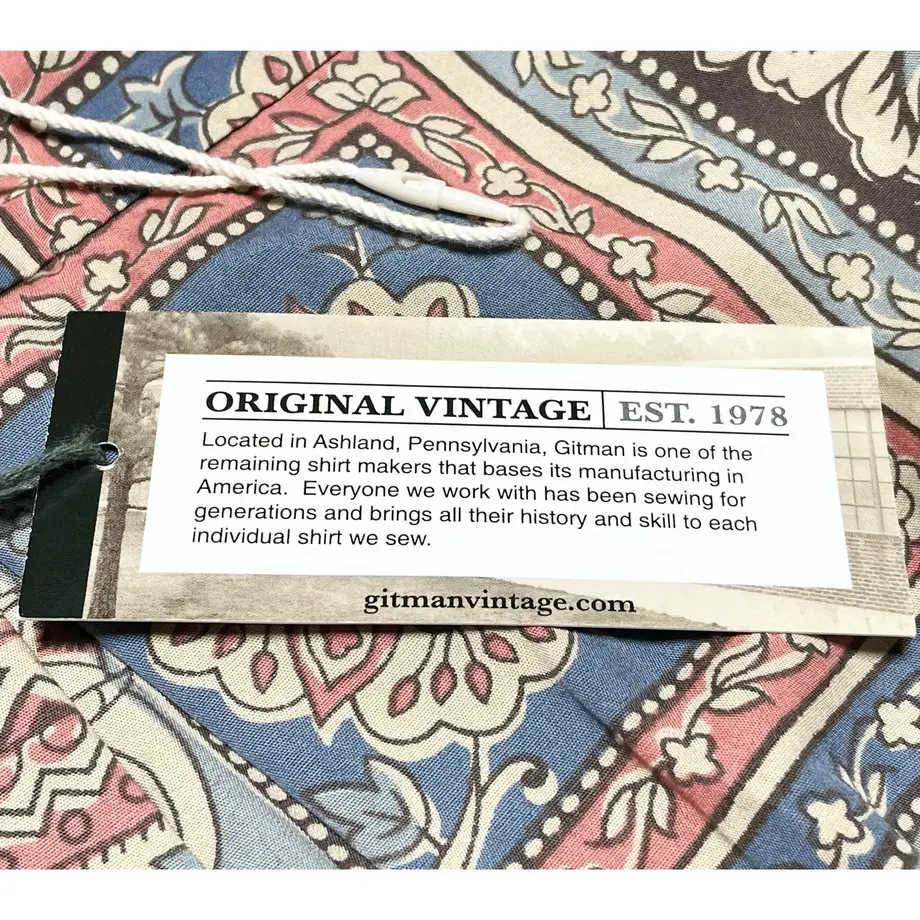 ORIGINAL VINTAGE EST. 1978
Located in Ashland, Pennsylvania, Gitman is one of the
remaining shirt makers that bases its manufacturing in
America. Everyone we work with has been sewing for
generations and brings all their history and skill to each
individual shirt we sew.
gitmanvintage.com